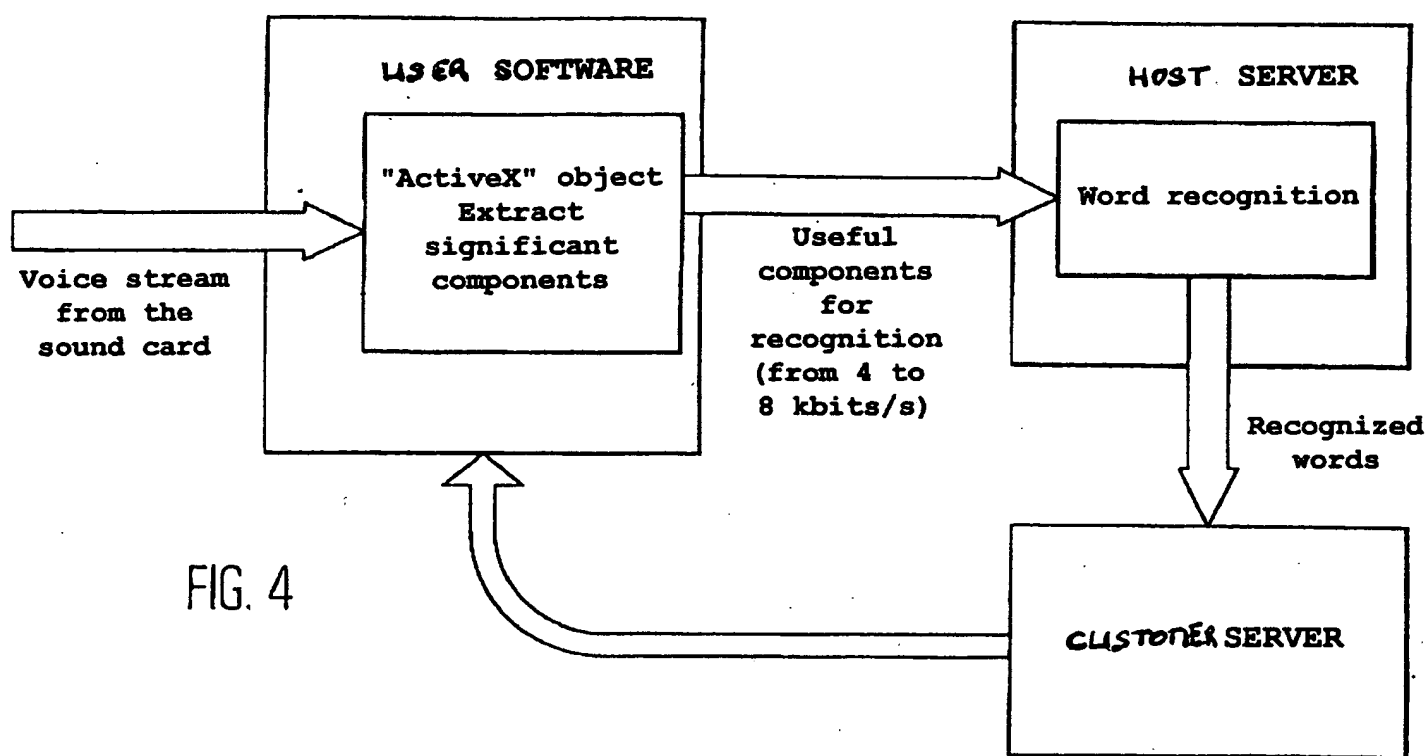 USER SOFTWARE
"ActiveX" object
Extract
significant
components
Voice stream
from the
sound card
Useful
components
for
recognition
(from 4 to
8 kbits/s)
HOST SERVER
Word recognition
Recognized
words
CUSTOMER SERVER
FIG. 4